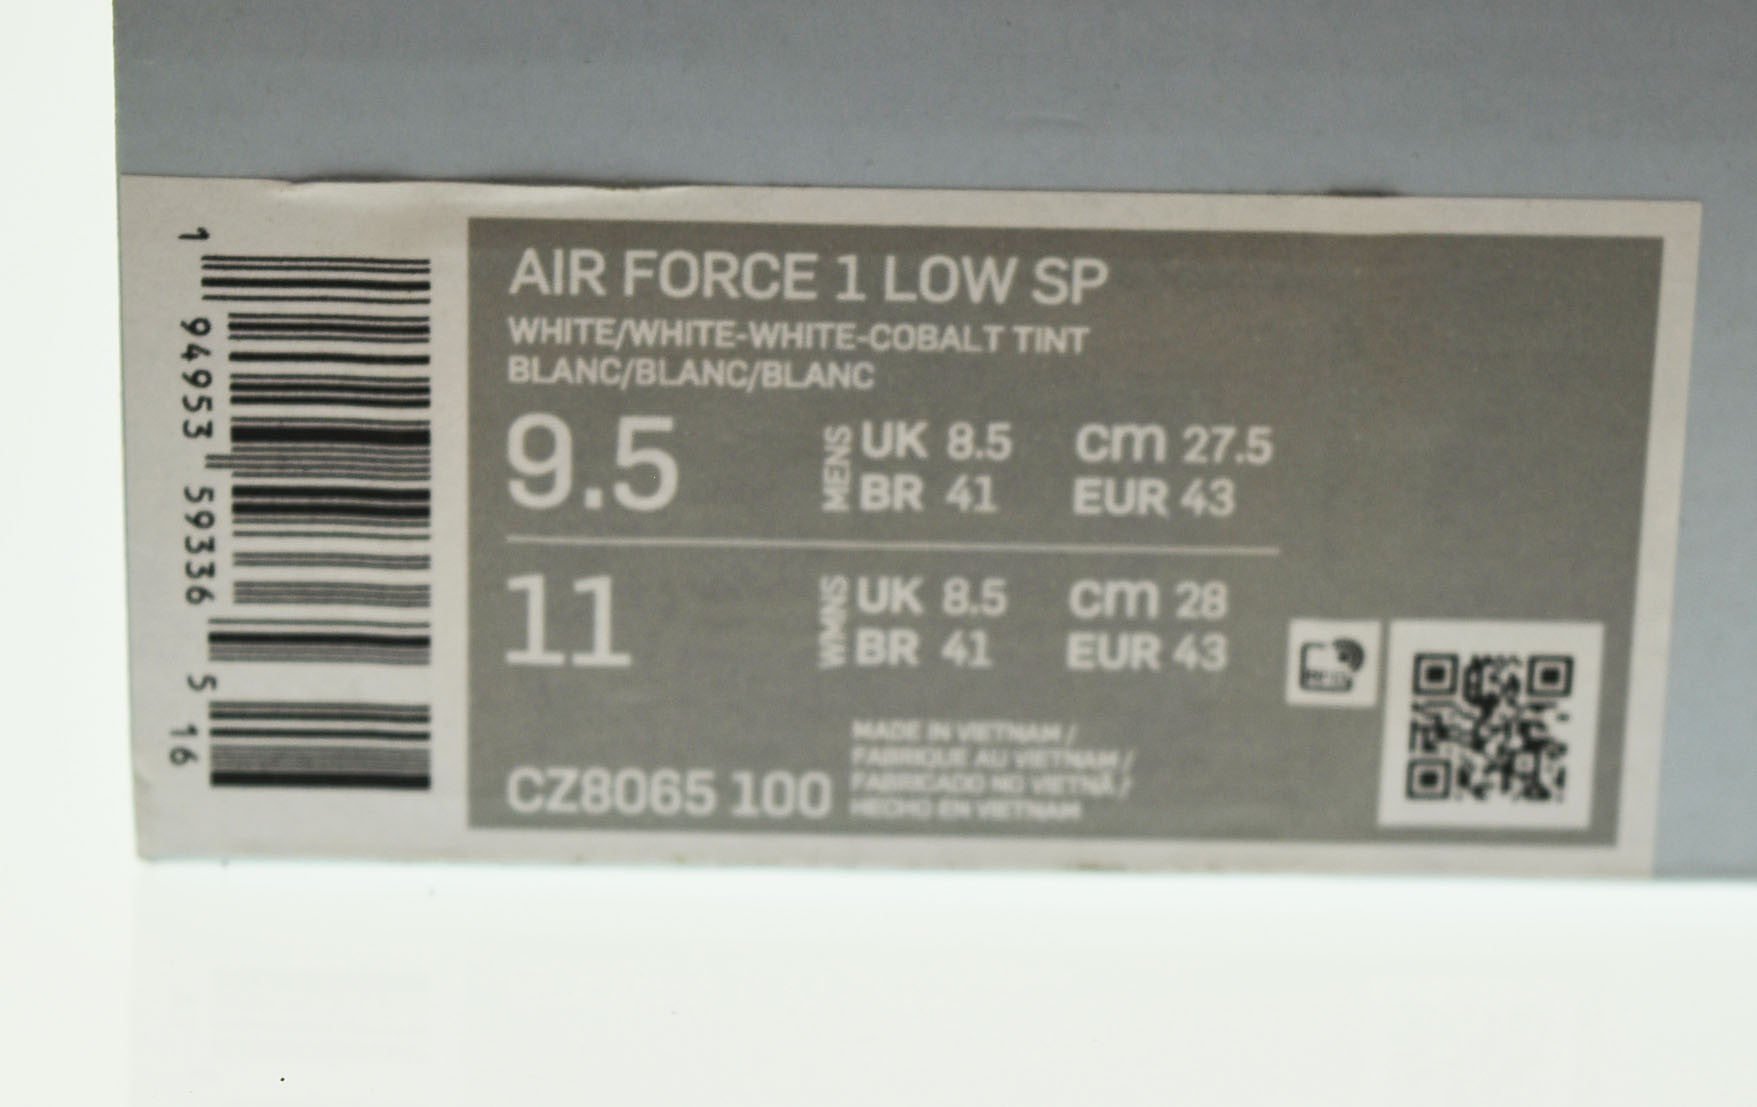 AIR FORCE 1 LOW SP
WHITE/WHITE-WHITE-COBALT TINT
BLANC/BLANC/BLANC
9.5 MENS UK 8.5 cm 27.5
BR 41 EUR 43
11 WMNS UK 8.5 cm 28
BR 41 EUR 43
CZ8065 100
MADE IN VIETNAM /
FABRIQUE AU VIETNAM /
FABRICADO NO VIETNÃ /
HECHO EN VIETNAM
1 94953 59336 5 16